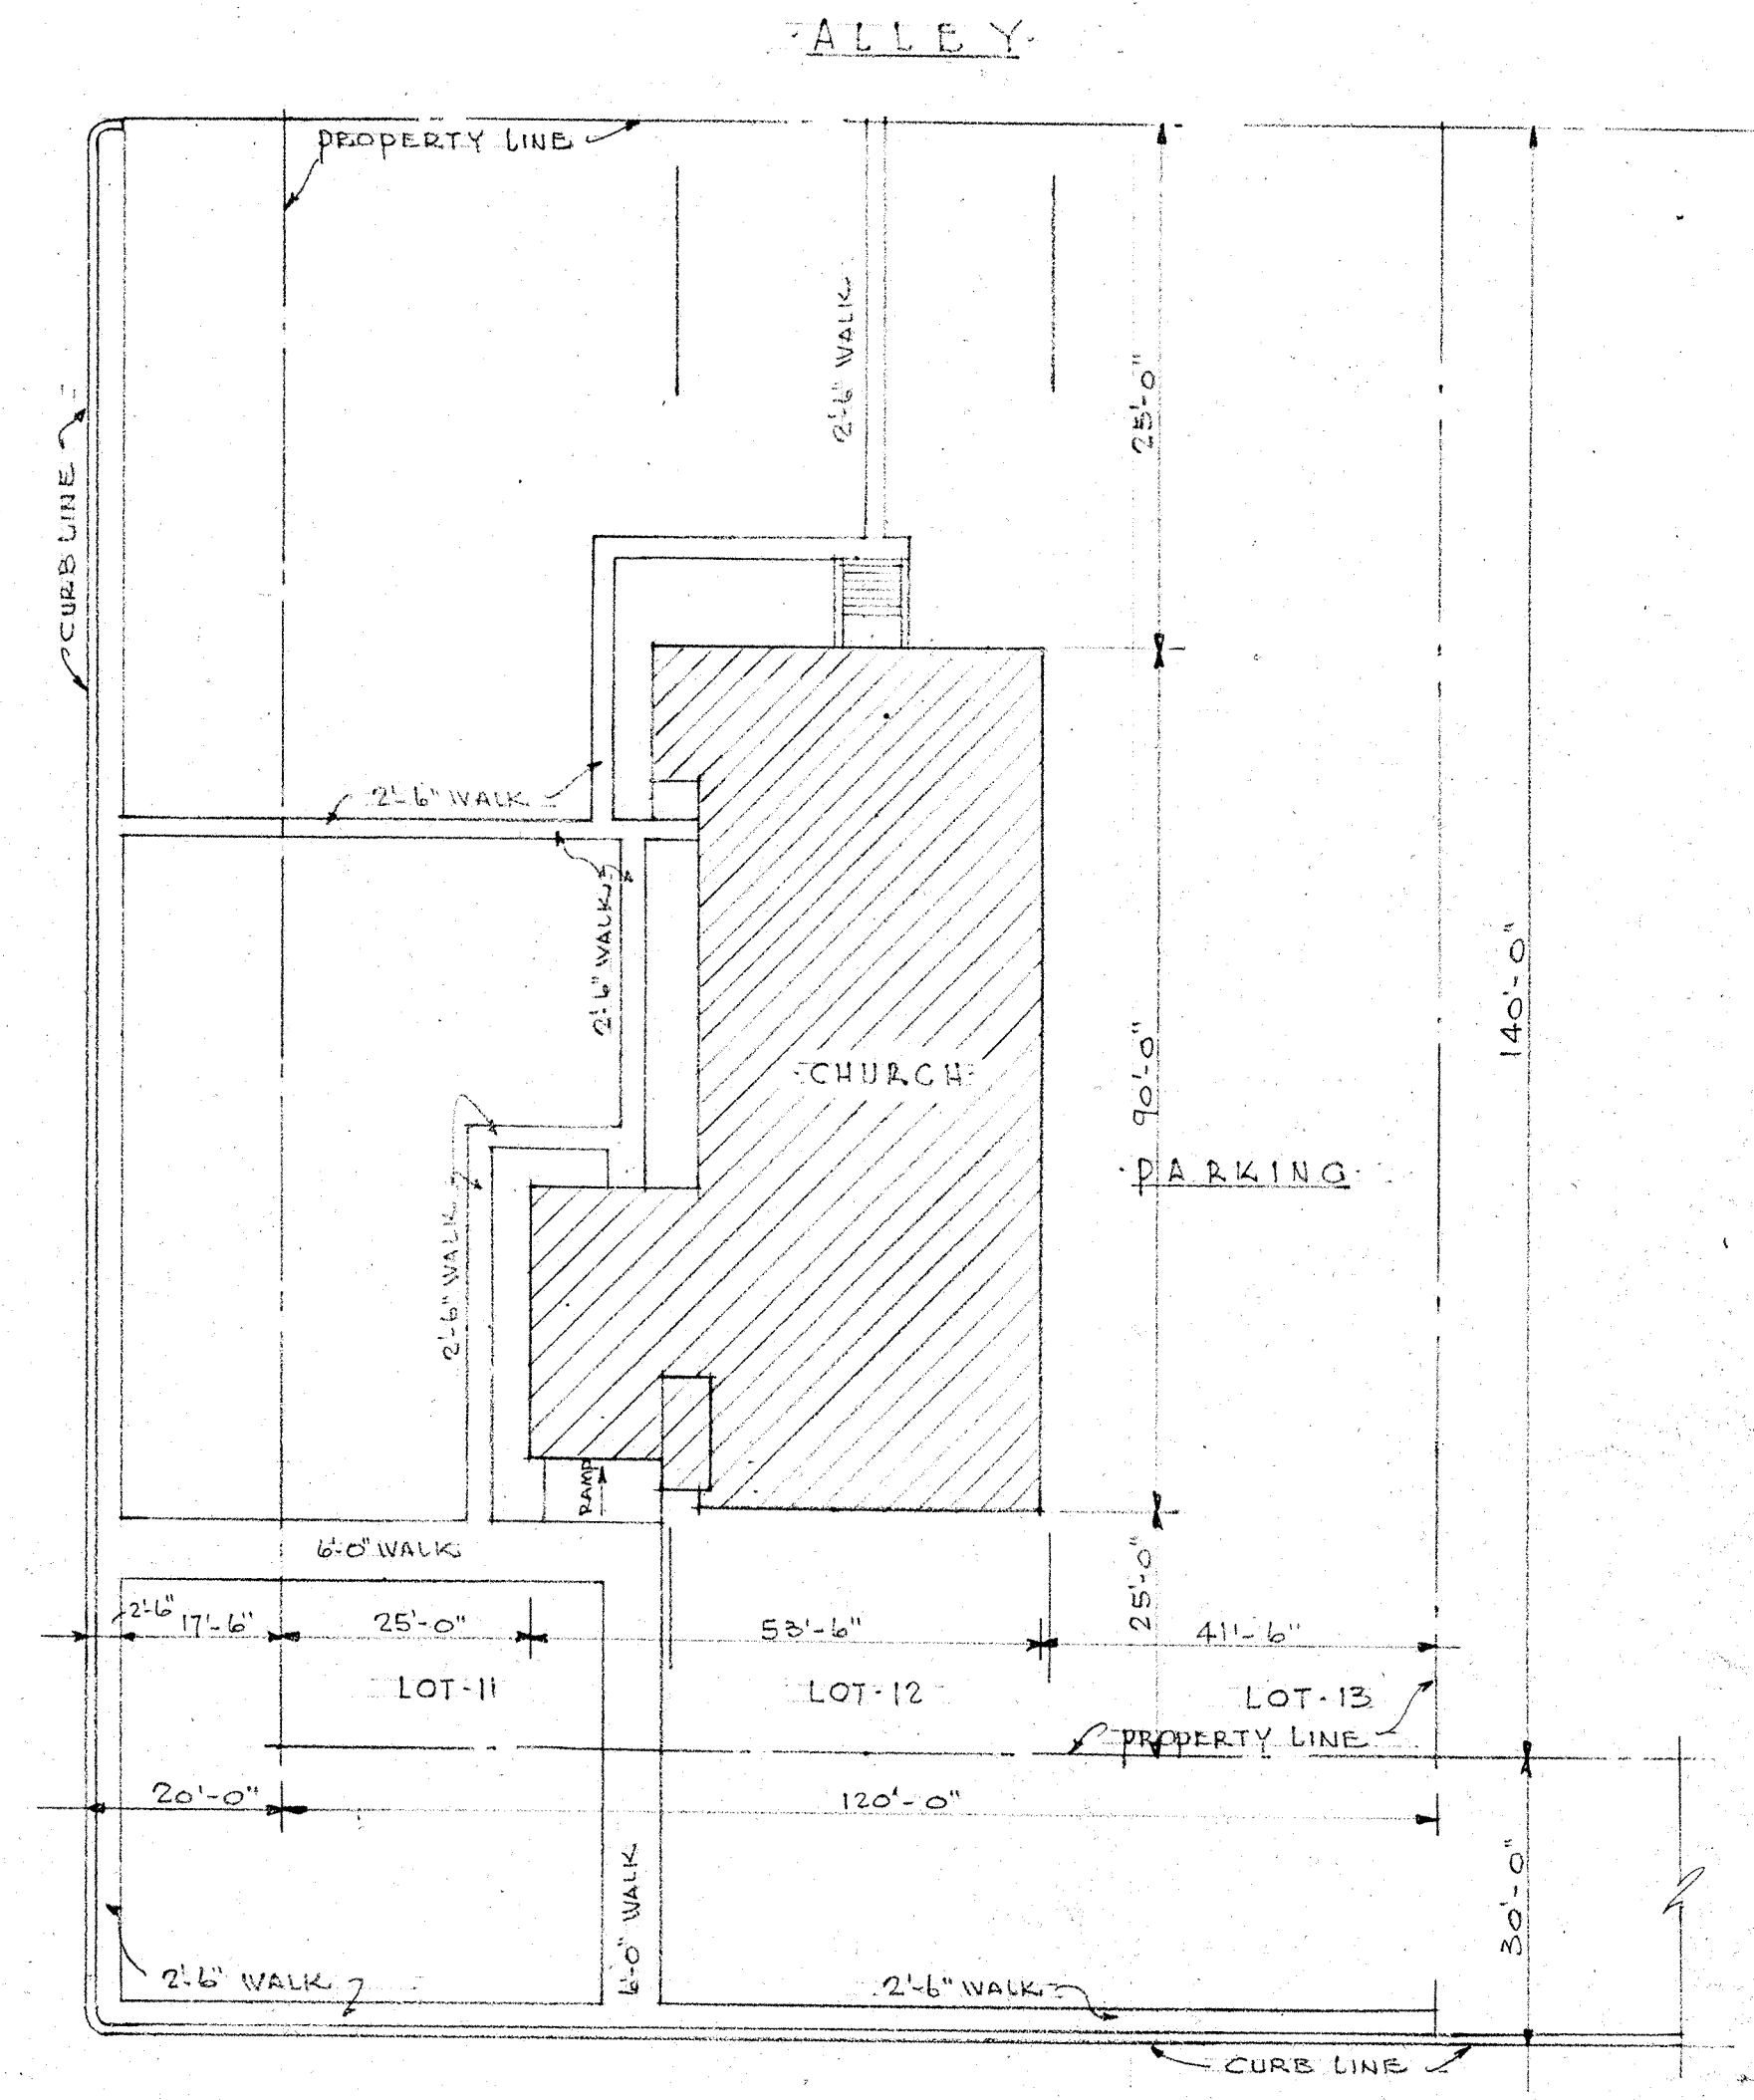 ALLEY
PROPERTY LINE
2'-6" WALK
25'-0"
CURB LINE
2'-6" WALK
2'-6" WALK
140'-0"
CHURCH
90'-0"
PARKING
2'-6" WALK
RAMP
6'-0" WALK
25'-0"
2'-6"
17'-6"
25'-0"
53'-6"
41'-6"
LOT-11
LOT-12
LOT-13
PROPERTY LINE
20'-0"
120'-0"
30'-0"
6'-0" WALK
2'-6" WALK
2'-6" WALK
CURB LINE